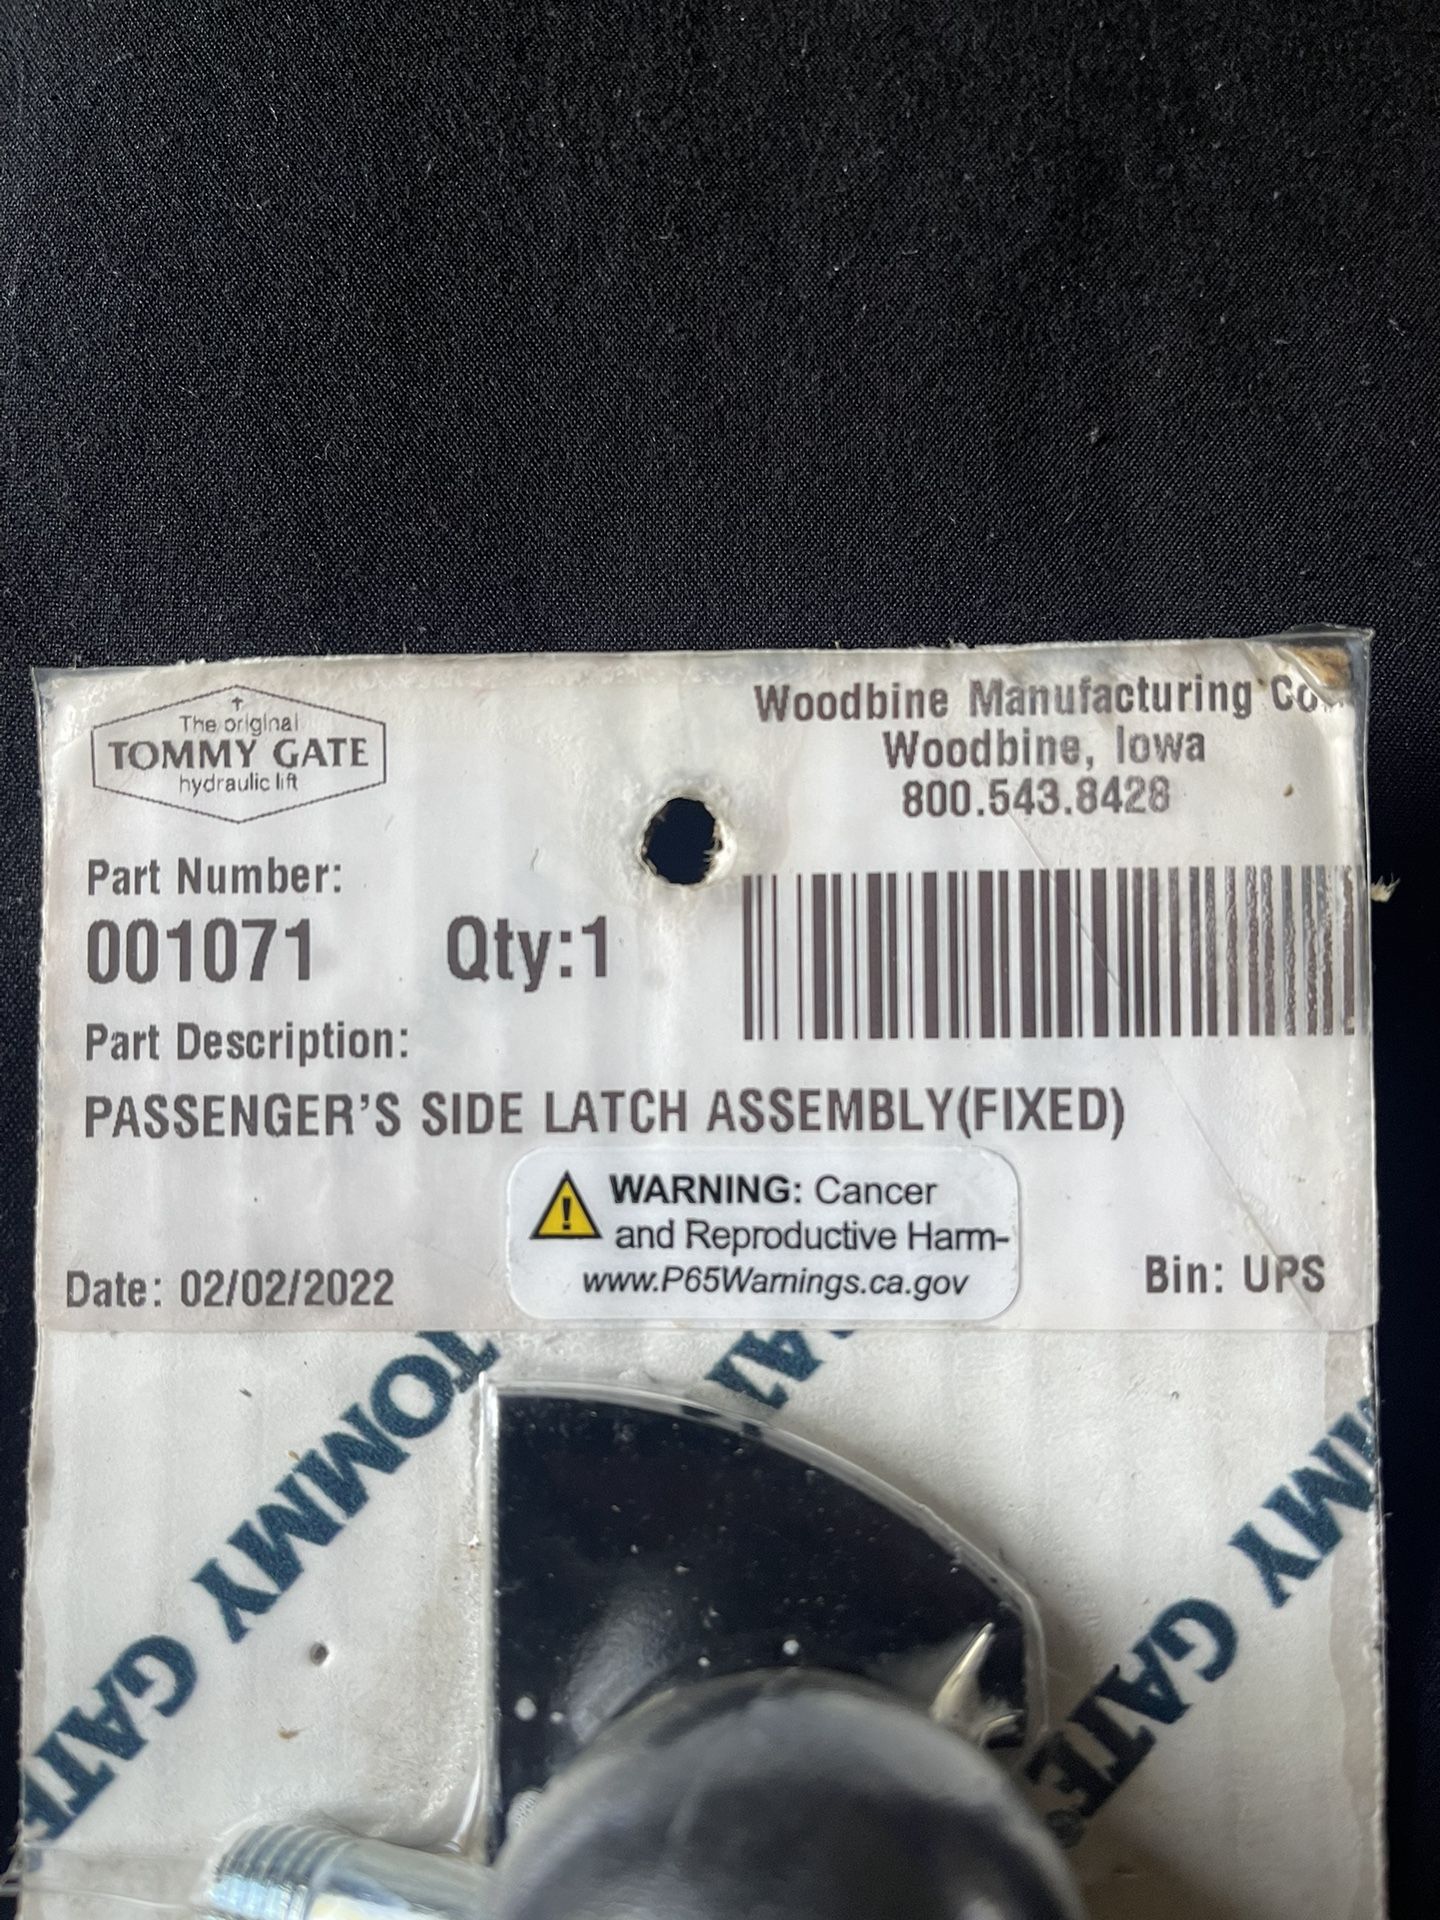 The original
TOMMY GATE
hydraulic lift
Woodbine Manufacturing Co.
Woodbine, Iowa
800.543.8428
Part Number:
001071 Qty:1
Part Description:
PASSENGER'S SIDE LATCH ASSEMBLY(FIXED)
WARNING: Cancer
and Reproductive Harm-
www.P65Warnings.ca.gov
Date: 02/02/2022
Bin: UPS
TOMMY GATE
MMY GATE®